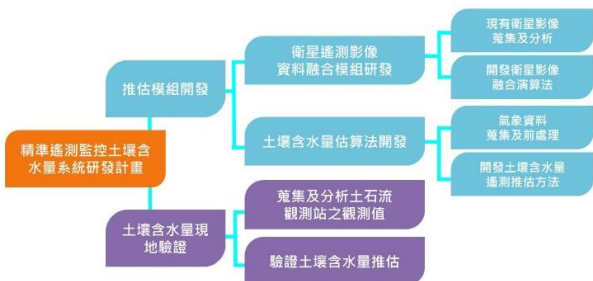 精準遙測監控土壤含
水量系統研發計畫
推估模組開發
衛星遙測影像
資料融合模組研發
現有衛星影像
蒐集及分析
開發衛星影像
融合演算法
土壤含水量估算法開發
氣象資料
蒐集及前處理
開發土壤含水量
遙測推估方法
土壤含水量現
地驗證
蒐集及分析土石流
觀測站之觀測值
驗證土壤含水量推估